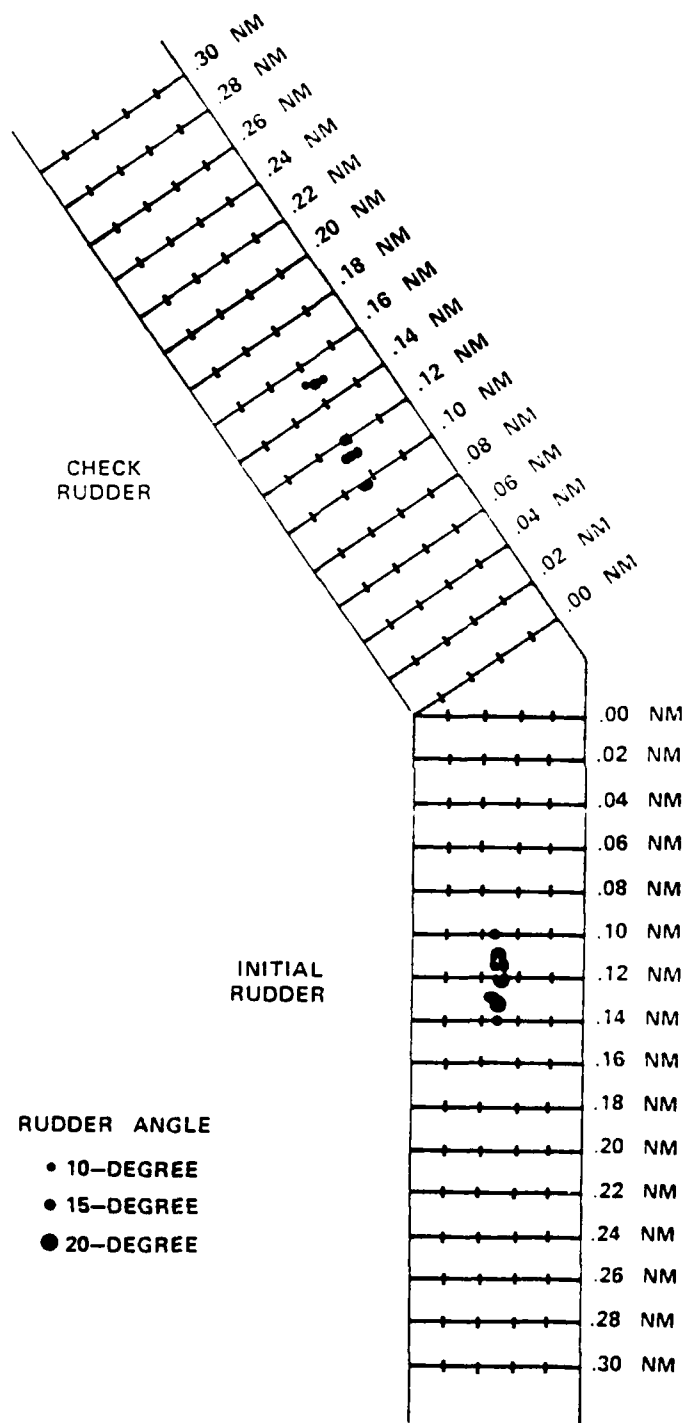 .30 NM
.28 NM
.26 NM
.24 NM
.22 NM
.20 NM
.18 NM
.16 NM
.14 NM
.12 NM
.10 NM
.08 NM
.06 NM
.04 NM
.02 NM
.00 NM
CHECK
RUDDER
.00 NM
.02 NM
.04 NM
.06 NM
.08 NM
.10 NM
.12 NM
.14 NM
.16 NM
.18 NM
.20 NM
.22 NM
.24 NM
.26 NM
.28 NM
.30 NM
INITIAL
RUDDER
RUDDER ANGLE
10–DEGREE
15–DEGREE
20–DEGREE